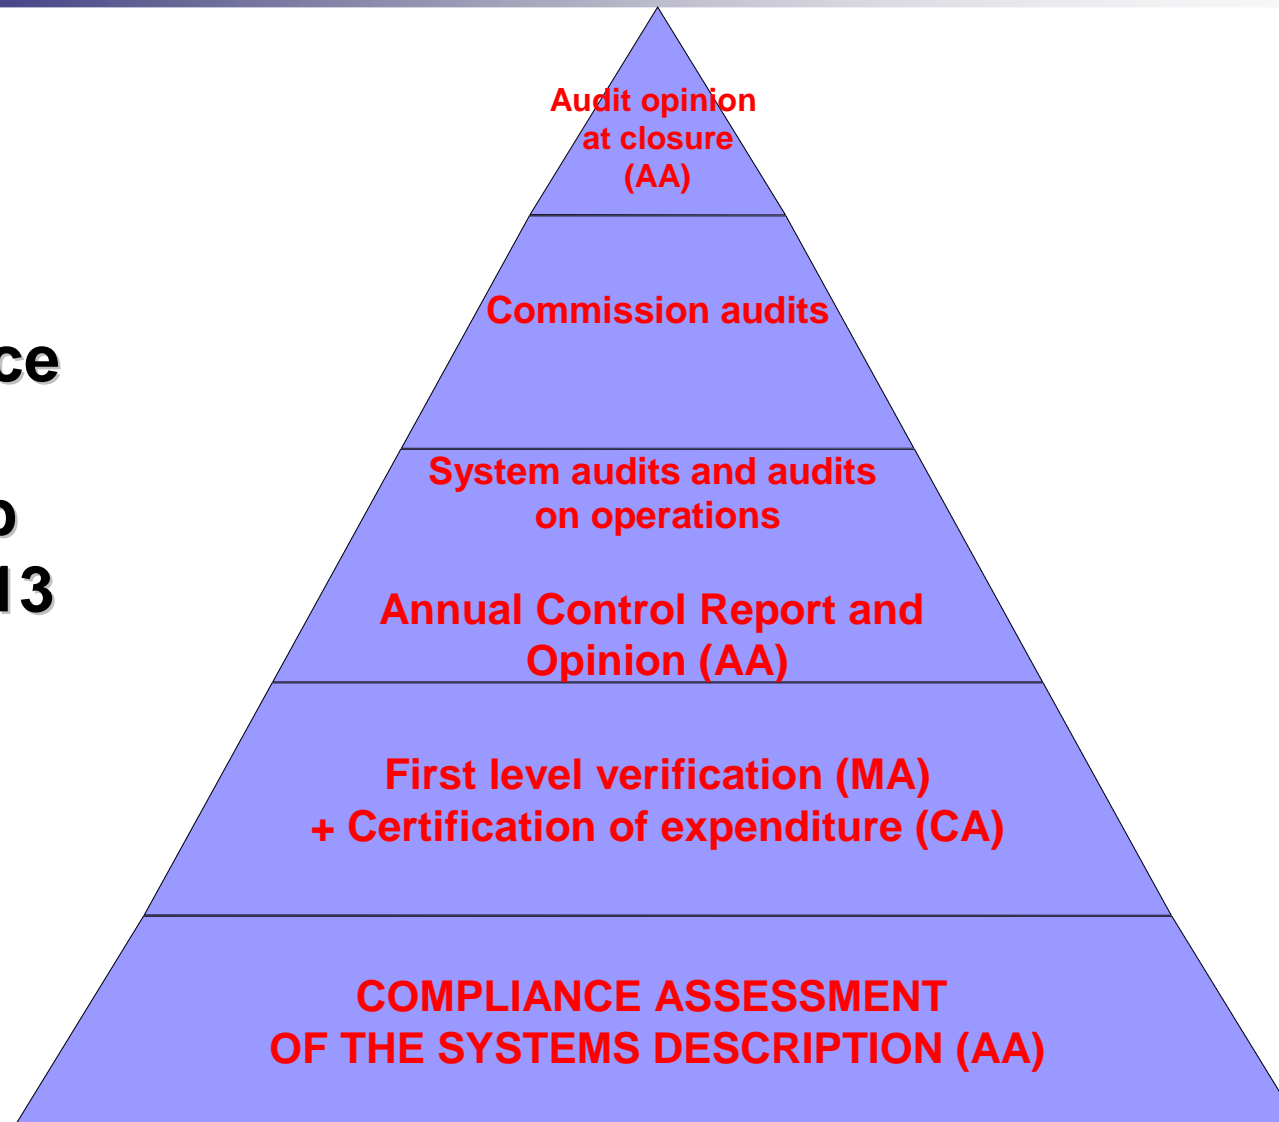 Audit opinion
at closure
(AA)
Commission audits
System audits and audits
on operations
Annual Control Report and
Opinion (AA)
First level verification (MA)
+ Certification of expenditure (CA)
COMPLIANCE ASSESSMENT
OF THE SYSTEMS DESCRIPTION (AA)